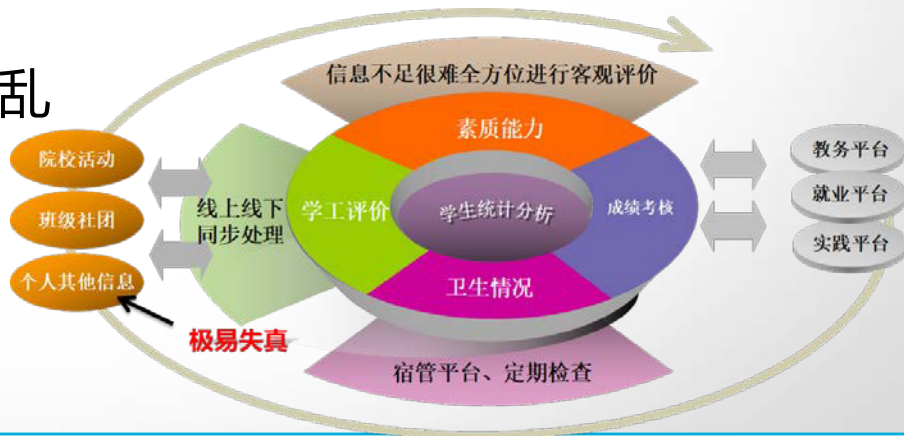 乱
信息不足很难全方位进行客观评价
素质能力
院校活动
班级社团
个人其他信息
线上线下
同步处理
学工评价
学生统计分析
成绩考核
教务平台
就业平台
实践平台
卫生情况
极易失真
宿管平台、定期检查